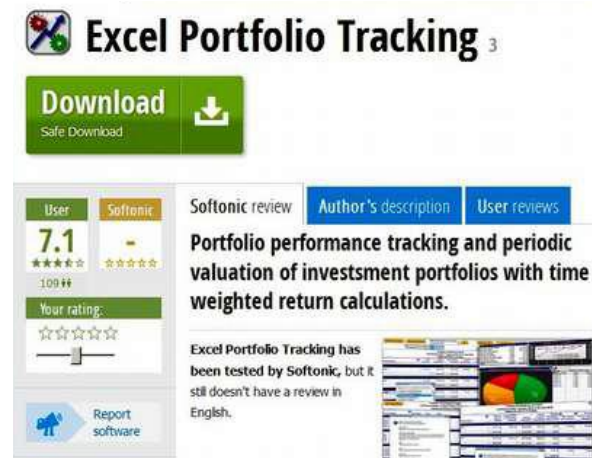 Excel Portfolio Tracking 3
Download
Safe Download
User
Softonic
7.1
-
109
Your rating:
Report
software
Softonic review
Author's description
User reviews
Portfolio performance tracking and periodic
valuation of investsment portfolios with time
weighted return calculations.
Excel Portfolio Tracking has
been tested by Softonic, but it
still doesn't have a review in
English.